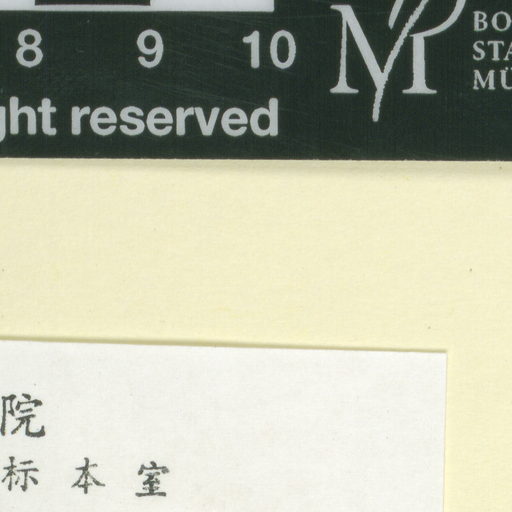 8 9 10
ght reserved
M
BO
STA
MÜ
院
标本室